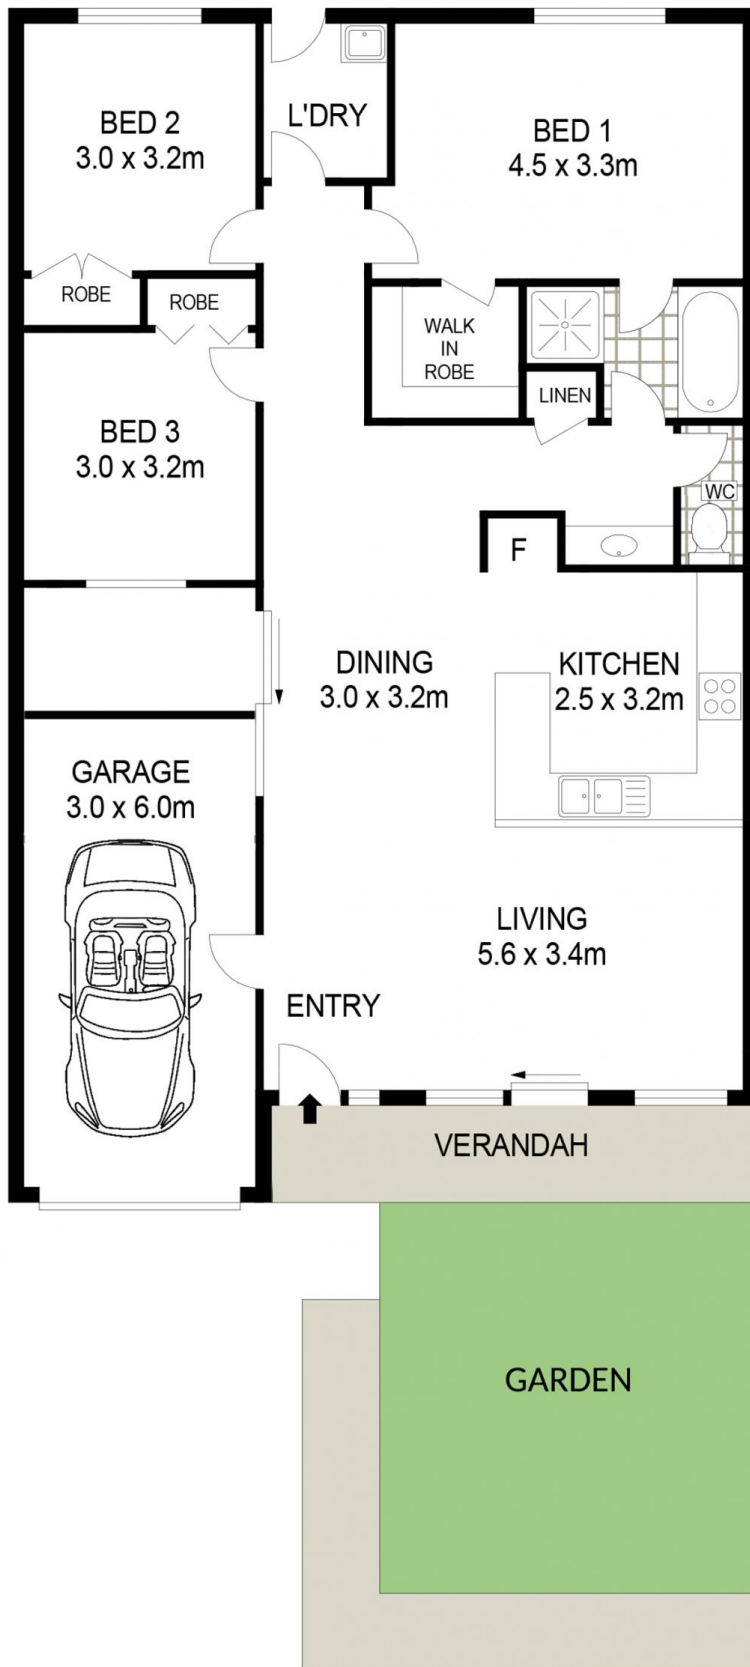 BED 2
3.0 x 3.2m
L'DRY
BED 1
4.5 x 3.3m
ROBE
ROBE
WALK
IN
ROBE
LINEN
BED 3
3.0 x 3.2m
WC
F
DINING
3.0 x 3.2m
KITCHEN
2.5 x 3.2m
GARAGE
3.0 x 6.0m
LIVING
5.6 x 3.4m
ENTRY
VERANDAH
GARDEN